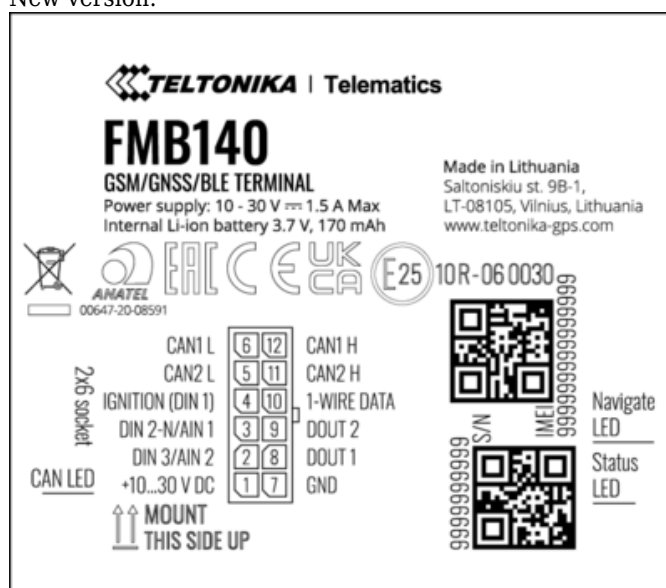 New version:
TELTONIKA | Telematics
FMB140
GSM/GNSS/BLE TERMINAL
Power supply: 10 - 30 V ⎓ 1.5 A Max
Internal Li-ion battery 3.7 V, 170 mAh
Made in Lithuania
Saltoniskiu st. 9B-1,
LT-08105, Vilnius, Lithuania
www.teltonika-gps.com
ANATEL
00647-20-08591
EAC
CE
UK
CA
E25 10R-06 0030
2x6 socket
CAN1 L 6 12 CAN1 H
CAN2 L 5 11 CAN2 H
IGNITION (DIN 1) 4 10 1-WIRE DATA
DIN 2-N/AIN 1 3 9 DOUT 2
DIN 3/AIN 2 2 8 DOUT 1
+10...30 V DC 1 7 GND
CAN LED
MOUNT
THIS SIDE UP
S/N
IMEI
Navigate
LED
Status
LED